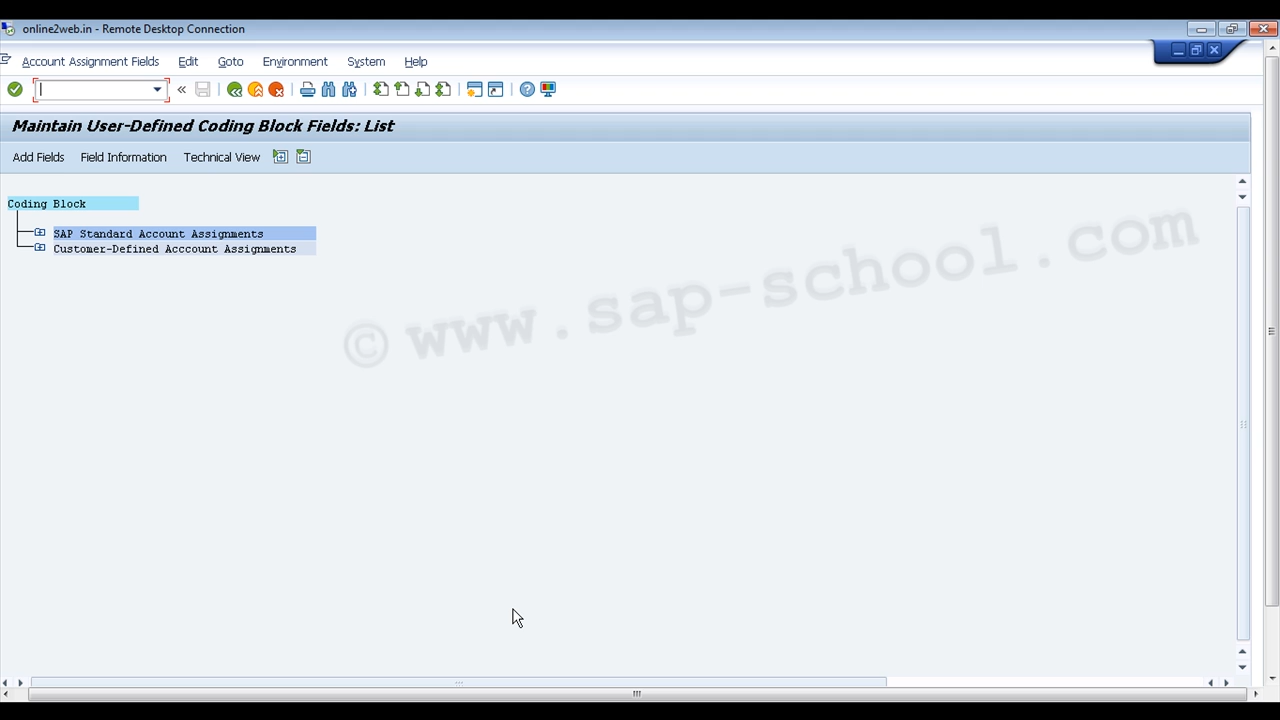 online2web.in - Remote Desktop Connection
Account Assignment Fields Edit Goto Environment System Help
Maintain User-Defined Coding Block Fields: List
Add Fields Field Information Technical View
Coding Block
SAP Standard Account Assignments
Customer-Defined Acccount Assignments
© www.sap-school.com